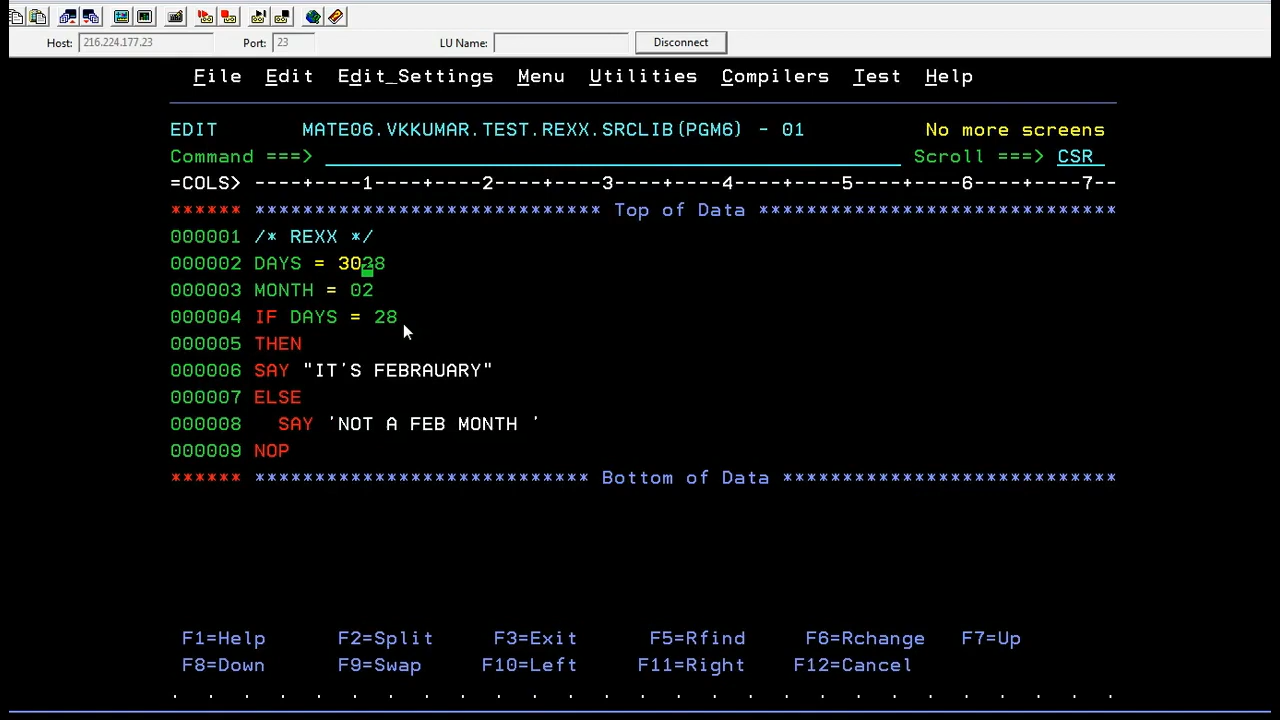 Host: 216.224.177.23 Port: 23 LU Name: Disconnect
File Edit Edit_Settings Menu Utilities Compilers Test Help
EDIT MATE06.VKKUMAR.TEST.REXX.SRCLIB(PGM6) - 01 No more screens
Command ===> Scroll ===> CSR
=COLS> ----+----1----+----2----+----3----+----4----+----5----+----6----+----7--
****** ***************************** Top of Data ******************************
000001 /* REXX */
000002 DAYS = 3028
000003 MONTH = 02
000004 IF DAYS = 28
000005 THEN
000006 SAY "IT'S FEBRAUARY"
000007 ELSE
000008 SAY 'NOT A FEB MONTH '
000009 NOP
****** **************************** Bottom of Data ****************************
F1=Help F2=Split F3=Exit F5=Rfind F6=Rchange F7=Up
F8=Down F9=Swap F10=Left F11=Right F12=Cancel